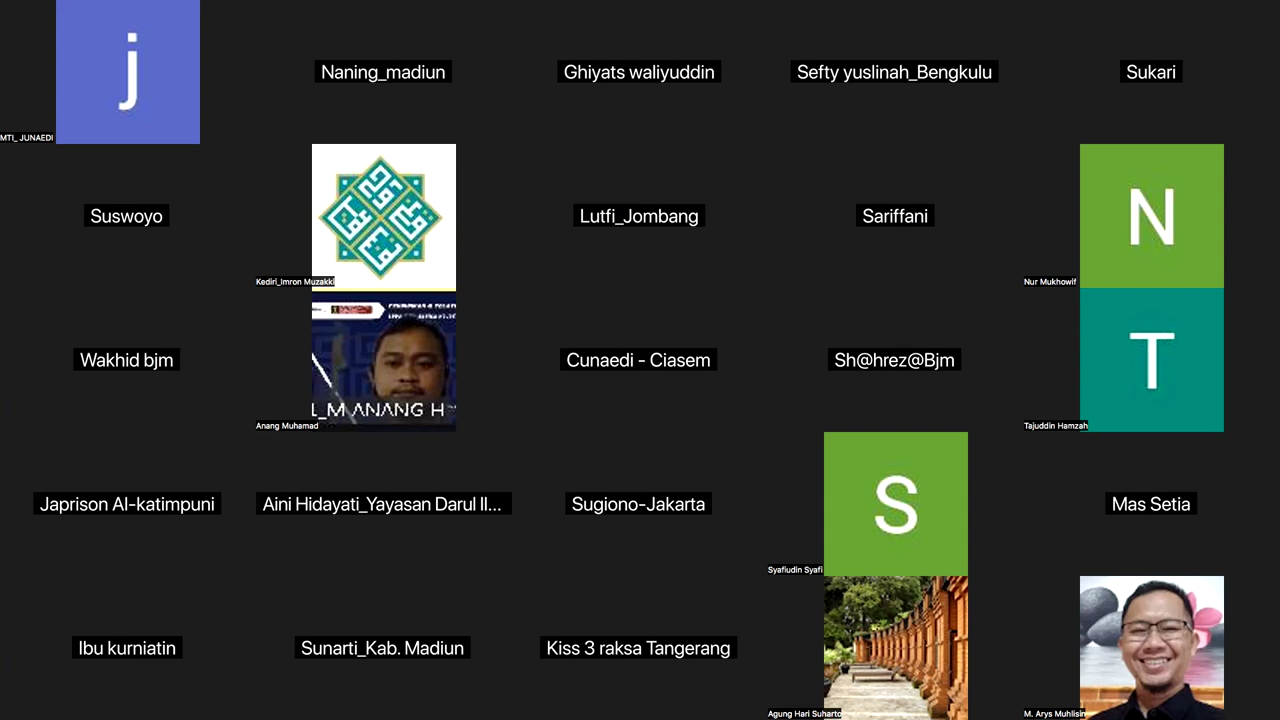 j
MTI_ JUNAEDI
Naning_madiun
Ghiyats waliyuddin
Sefty yuslinah_Bengkulu
Sukari
Suswoyo
Kediri_Imron Muzakki
Lutfi_Jombang
Sariffani
N
Nur Mukhowif
Wakhid bjm
L_M ANANG H
Anang Muhamad
Cunaedi - Ciasem
Sh@hrez@Bjm
T
Tajuddin Hamzah
Japrison Al-katimpuni
Aini Hidayati_Yayasan Darul Il...
Sugiono-Jakarta
S
Syafiudin Syafi
Mas Setia
Ibu kurniatin
Sunarti_Kab. Madiun
Kiss 3 raksa Tangerang
Agung Hari Suharto
M. Arys Muhlisin